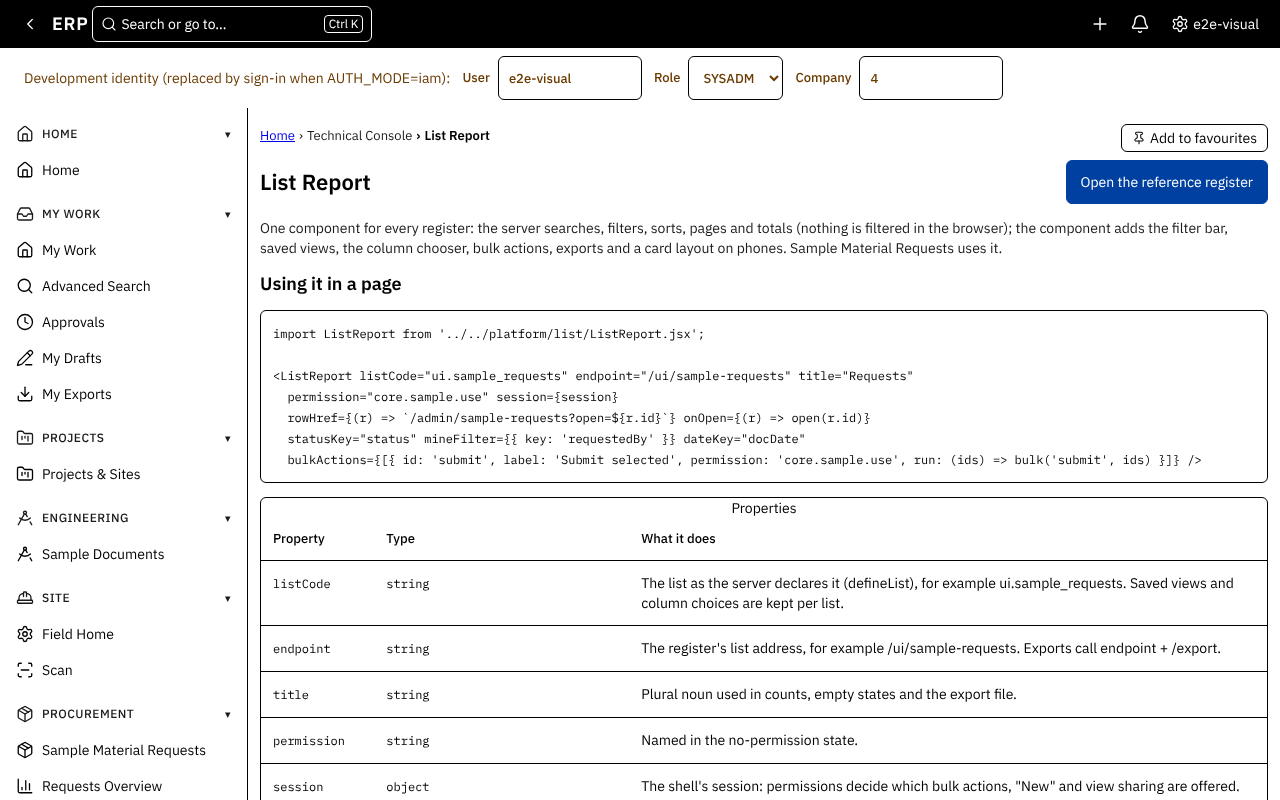 ERP
Search or go to...
Ctrl K
e2e-visual
Development identity (replaced by sign-in when AUTH_MODE=iam):
User
e2e-visual
Role
SYSADM
Company
4
HOME
Home
MY WORK
My Work
Advanced Search
Approvals
My Drafts
My Exports
PROJECTS
Projects & Sites
ENGINEERING
Sample Documents
SITE
Field Home
Scan
PROCUREMENT
Sample Material Requests
Requests Overview
Home › Technical Console › List Report
Add to favourites
List Report
Open the reference register
One component for every register: the server searches, filters, sorts, pages and totals (nothing is filtered in the browser); the component adds the filter bar,
saved views, the column chooser, bulk actions, exports and a card layout on phones. Sample Material Requests uses it.
Using it in a page
import ListReport from '../../platform/list/ListReport.jsx';
<ListReport listCode="ui.sample_requests" endpoint="/ui/sample-requests" title="Requests"
permission="core.sample.use" session={session}
rowHref={(r) => `/admin/sample-requests?open=${r.id}`} onOpen={(r) => open(r.id)}
statusKey="status" mineFilter={{ key: 'requestedBy' }} dateKey="docDate"
bulkActions={[{ id: 'submit', label: 'Submit selected', permission: 'core.sample.use', run: (ids) => bulk('submit', ids) }]} />
Properties
Property Type What it does
listCode string The list as the server declares it (defineList), for example ui.sample_requests. Saved views and
column choices are kept per list.
endpoint string The register's list address, for example /ui/sample-requests. Exports call endpoint + /export.
title string Plural noun used in counts, empty states and the export file.
permission string Named in the no-permission state.
session object The shell's session: permissions decide which bulk actions, "New" and view sharing are offered.